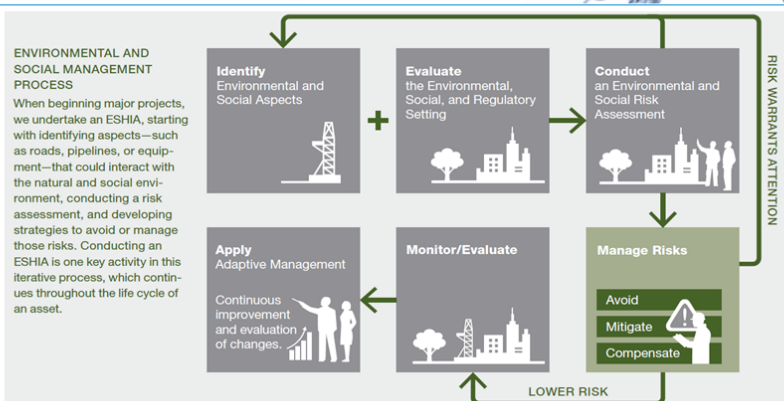 ENVIRONMENTAL AND
SOCIAL MANAGEMENT
PROCESS
When beginning major projects,
we undertake an ESHIA, starting
with identifying aspects—such
as roads, pipelines, or equip-
ment—that could interact with
the natural and social envi-
ronment, conducting a risk
assessment, and developing
strategies to avoid or manage
those risks. Conducting an
ESHIA is one key activity in this
iterative process, which contin-
ues throughout the life cycle of
an asset.
Identify
Environmental and
Social Aspects
+
Evaluate
the Environmental,
Social, and Regulatory
Setting
Conduct
an Environmental and
Social Risk
Assessment
RISK WARRANTS ATTENTION
Manage Risks
Avoid
Mitigate
Compensate
LOWER RISK
Monitor/Evaluate
Apply
Adaptive Management
Continuous
improvement
and evaluation
of changes.